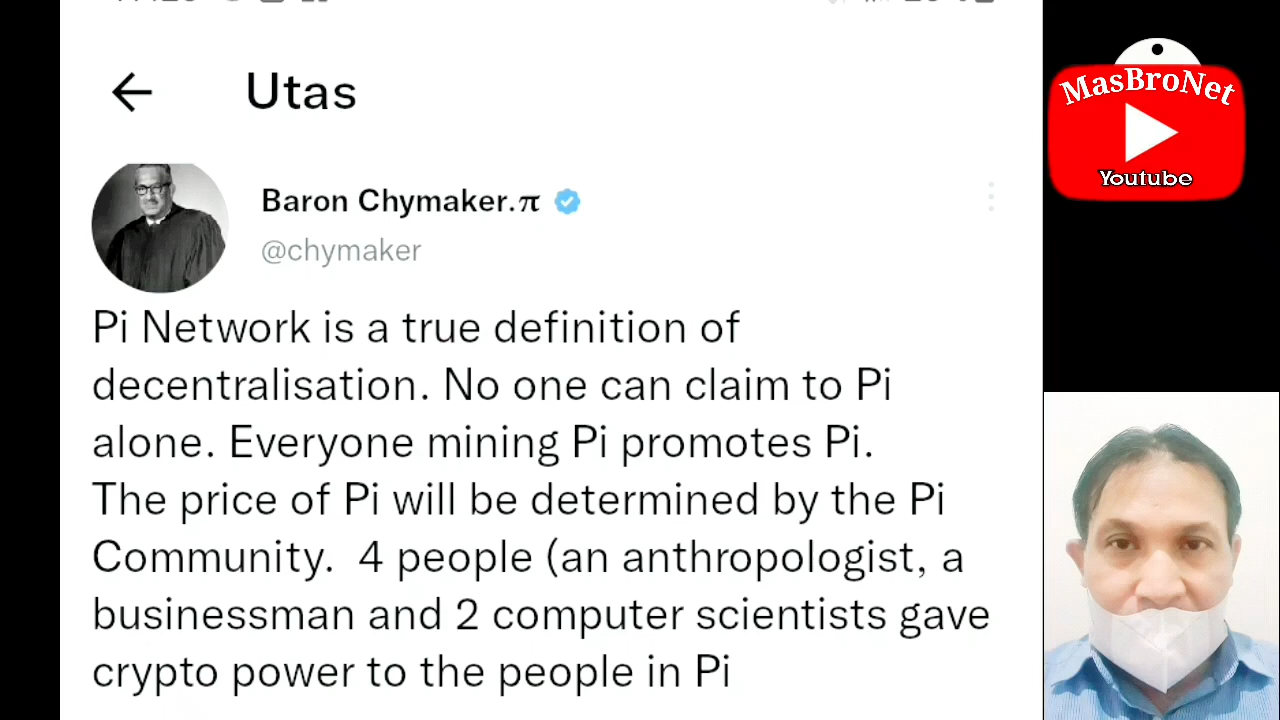 Utas
Baron Chymaker.π
@chymaker
Pi Network is a true definition of
decentralisation. No one can claim to Pi
alone. Everyone mining Pi promotes Pi.
The price of Pi will be determined by the Pi
Community. 4 people (an anthropologist, a
businessman and 2 computer scientists gave
crypto power to the people in Pi
MasBroNet
Youtube